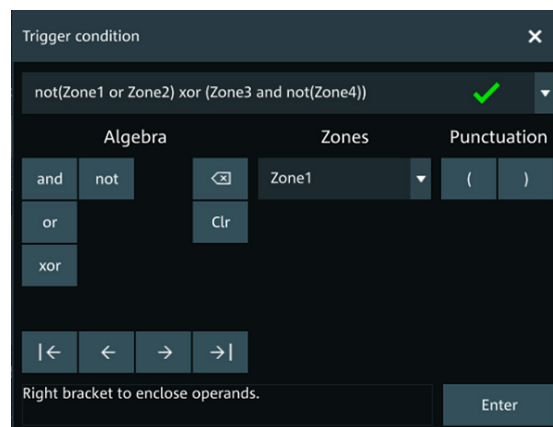 Trigger condition
not(Zone1 or Zone2) xor (Zone3 and not(Zone4))
Algebra Zones Punctuation
and not Zone1 ( )
or Clr
xor
Right bracket to enclose operands.
Enter